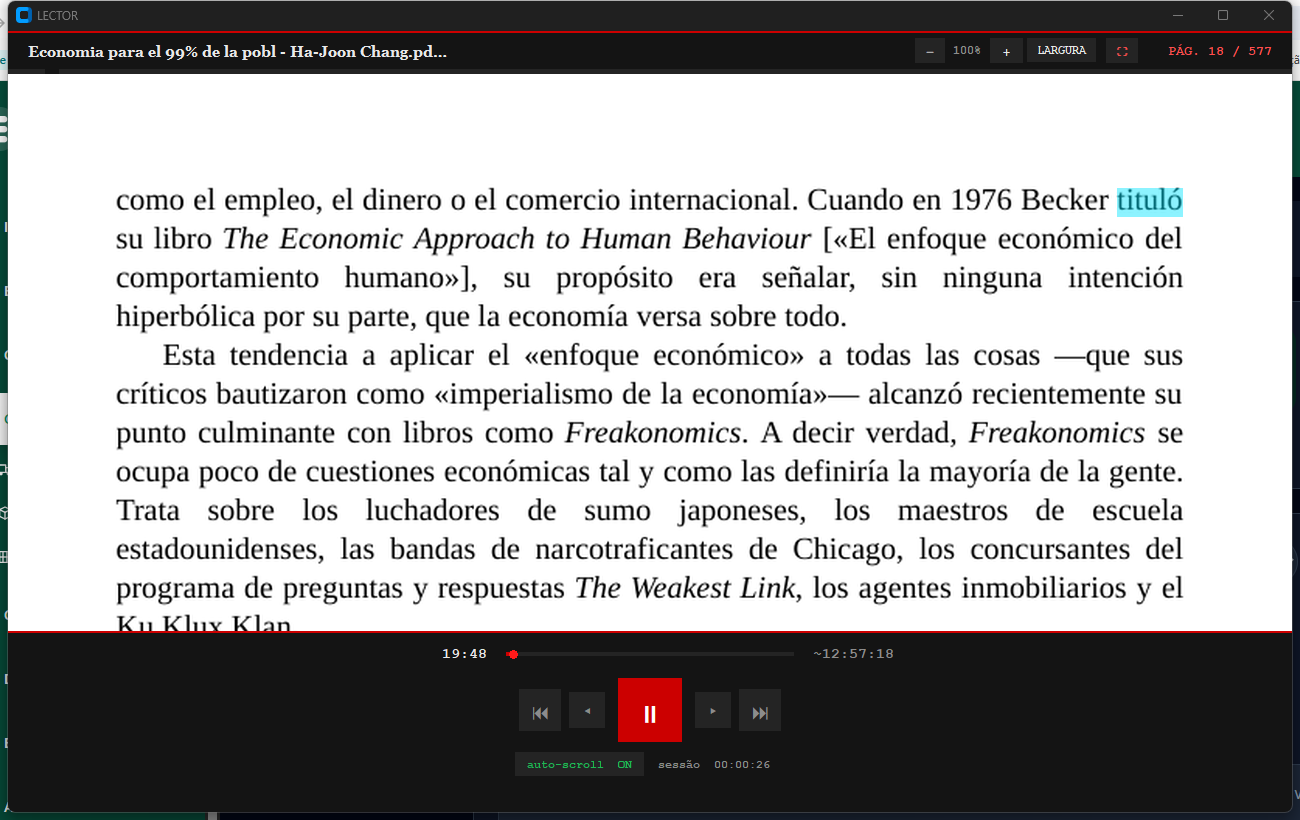 LECTOR
Economia para el 99% de la pobl - Ha-Joon Chang.pd...
− 100% + LARGURA PÁG. 18 / 577
como el empleo, el dinero o el comercio internacional. Cuando en 1976 Becker tituló
su libro The Economic Approach to Human Behaviour [«El enfoque económico del
comportamiento humano»], su propósito era señalar, sin ninguna intención
hiperbólica por su parte, que la economía versa sobre todo.
Esta tendencia a aplicar el «enfoque económico» a todas las cosas —que sus
críticos bautizaron como «imperialismo de la economía»— alcanzó recientemente su
punto culminante con libros como Freakonomics. A decir verdad, Freakonomics se
ocupa poco de cuestiones económicas tal y como las definiría la mayoría de la gente.
Trata sobre los luchadores de sumo japoneses, los maestros de escuela
estadounidenses, las bandas de narcotraficantes de Chicago, los concursantes del
programa de preguntas y respuestas The Weakest Link, los agentes inmobiliarios y el
Ku Klux Klan
19:48 ~12:57:18
auto-scroll ON sessão 00:00:26